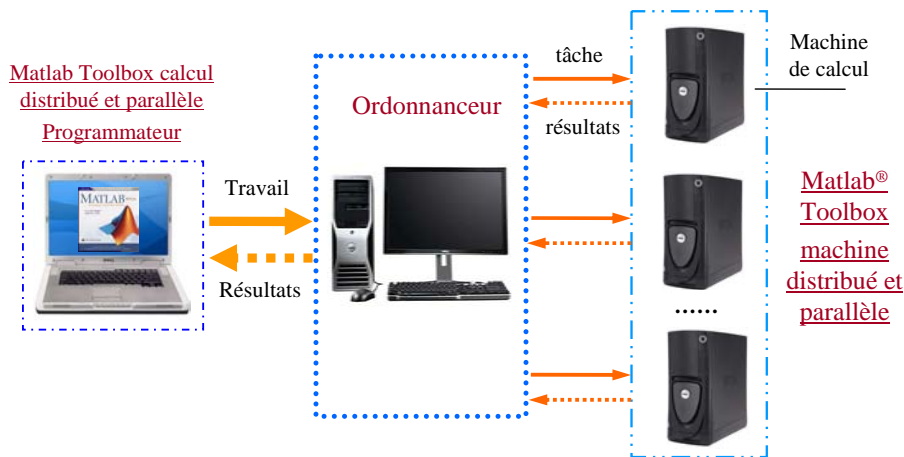 Matlab Toolbox calcul
distribué et parallèle
Programmateur
MATLAB
Travail
Résultats
Ordonnanceur
tâche
résultats
Machine
de calcul
Matlab®
Toolbox
machine
distribué et
parallèle
......